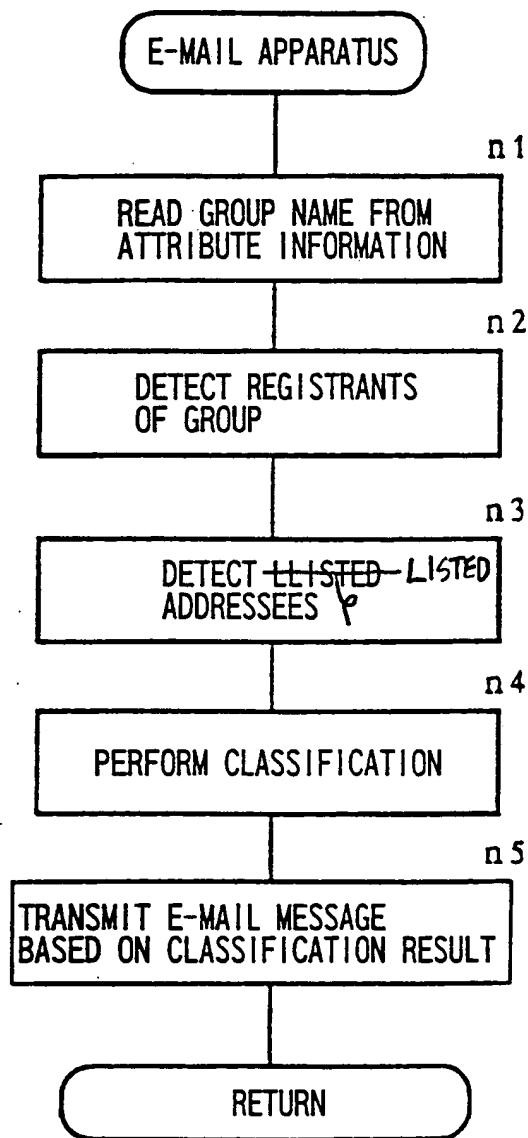 E-MAIL APPARATUS
n1
READ GROUP NAME FROM
ATTRIBUTE INFORMATION
n2
DETECT REGISTRANTS
OF GROUP
n3
DETECT LLISTED LISTED
ADDRESSEES
n4
PERFORM CLASSIFICATION
n5
TRANSMIT E-MAIL MESSAGE
BASED ON CLASSIFICATION RESULT
RETURN